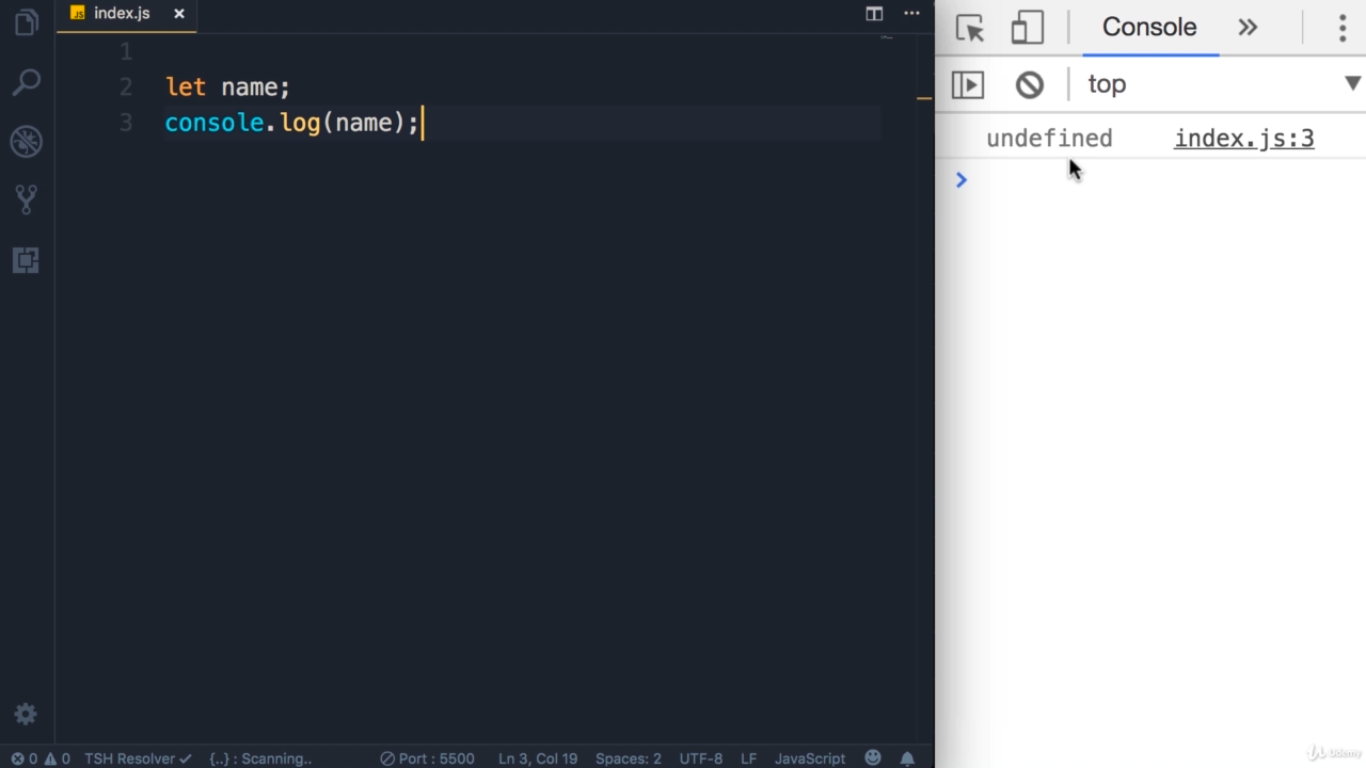 JS index.js ×
1
2 let name;
3 console.log(name);
Console »
top
undefined index.js:3
>
0 0 TSH Resolver ✓ {..} : Scanning.. Port : 5500 Ln 3, Col 19 Spaces: 2 UTF-8 LF JavaScript
Udemy